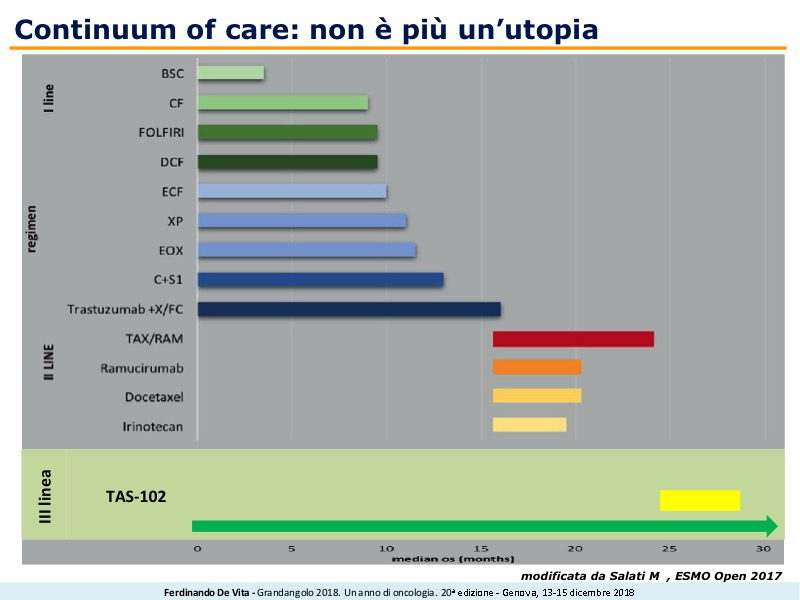 Continuum of care: non è più un’utopia
I line
regimen
II LINE
BSC
CF
FOLFIRI
DCF
ECF
XP
EOX
C+S1
Trastuzumab +X/FC
TAX/RAM
Ramucirumab
Docetaxel
Irinotecan
III linea
TAS-102
0 5 10 15 20 25 30
median os (months)
modificata da Salati M , ESMO Open 2017
Ferdinando De Vita - Grandangolo 2018. Un anno di oncologia. 20ª edizione - Genova, 13-15 dicembre 2018